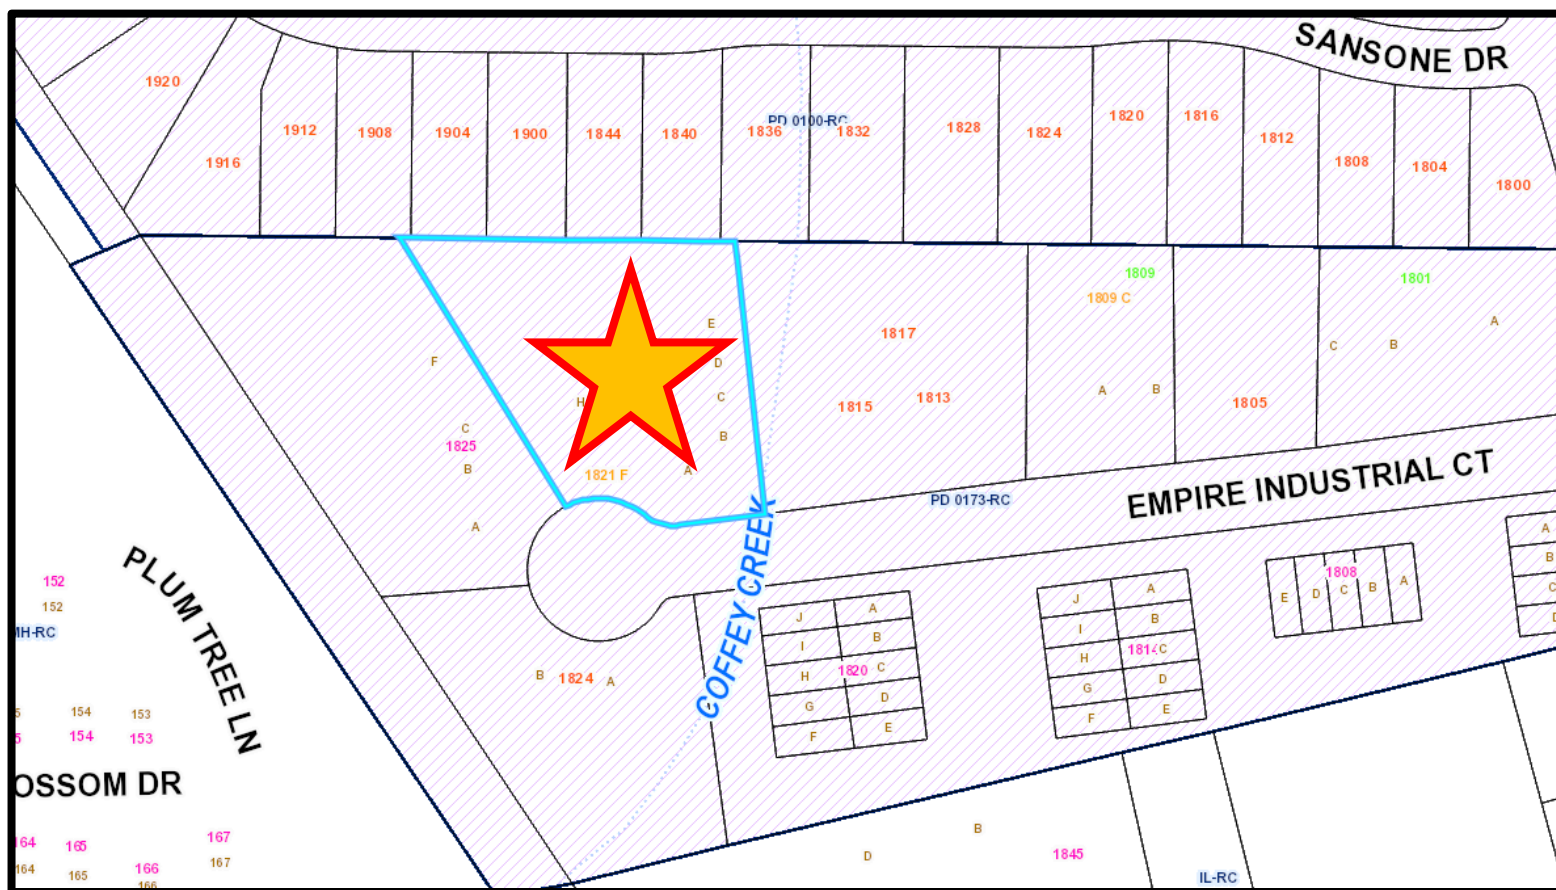 SANSONE DR
1920
1916
1912
1908
1904
1900
1844
1840
1836
PD 0100-RC
1832
1828
1824
1820
1816
1812
1808
1804
1800
1809
1809 C
A
B
1801
A
B
C
1817
1815
1813
1805
E
D
C
B
A
H
1821 F
F
C
1825
B
A
PD 0173-RC
EMPIRE INDUSTRIAL CT
COFFEY CREEK
PLUM TREE LN
152
152
MH-RC
154
153
154
153
OSSOM DR
164
165
167
164
165
166
167
166
B
1824
A
J
A
I
B
H
1820
C
G
D
F
E
J
A
I
B
H
1814
C
G
D
F
E
1808
E
D
C
B
A
A
B
C
D
B
D
1845
IL-RC